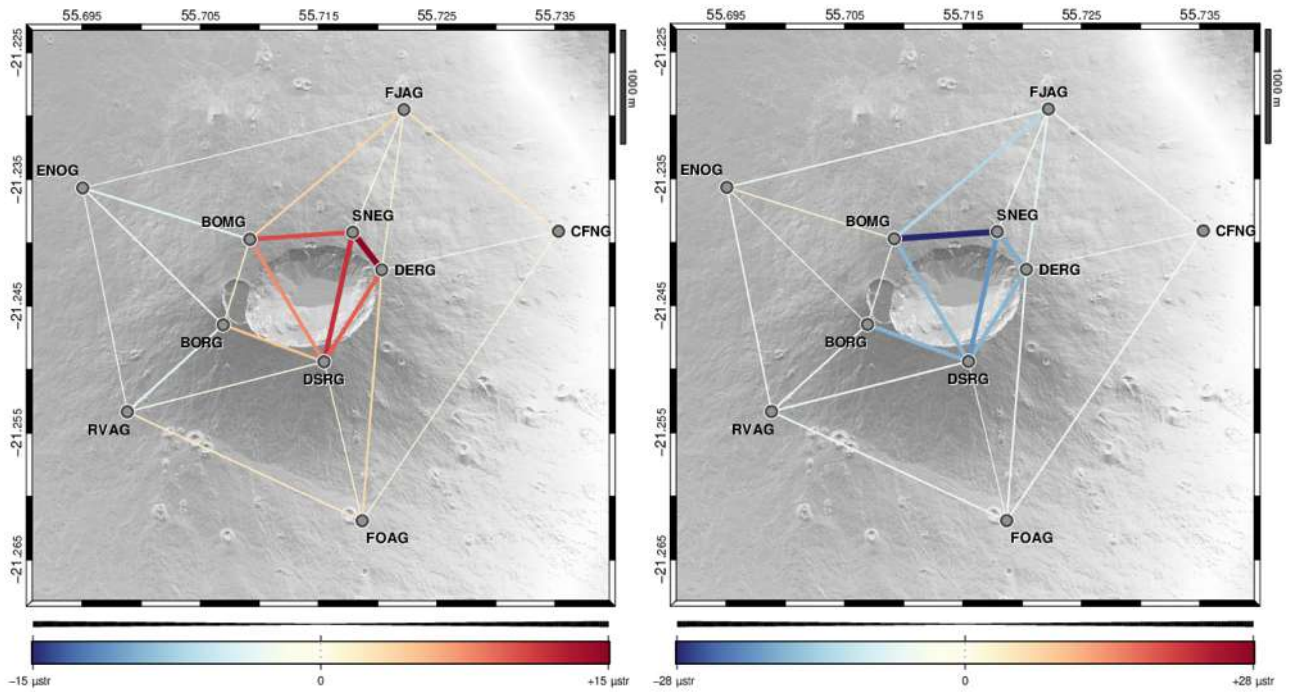 55.695 55.705 55.715 55.725 55.735
−21.225
−21.235
−21.245
−21.255
−21.265
1000 m
FJAG
ENOG
SNEG
BOMG
CFNG
DERG
BORG
DSRG
RVAG
FOAG
−15 µstr 0 +15 µstr
55.695 55.705 55.715 55.725 55.735
−21.225
−21.235
−21.245
−21.255
−21.265
1000 m
FJAG
ENOG
SNEG
BOMG
CFNG
DERG
BORG
DSRG
RVAG
FOAG
−28 µstr 0 +28 µstr